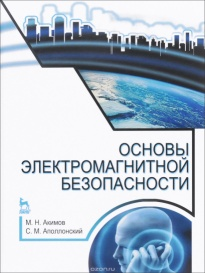 ОСНОВЫ
ЭЛЕКТРОМАГНИТНОЙ
БЕЗОПАСНОСТИ
М. Н. Акимов
С. М. Аполлонский